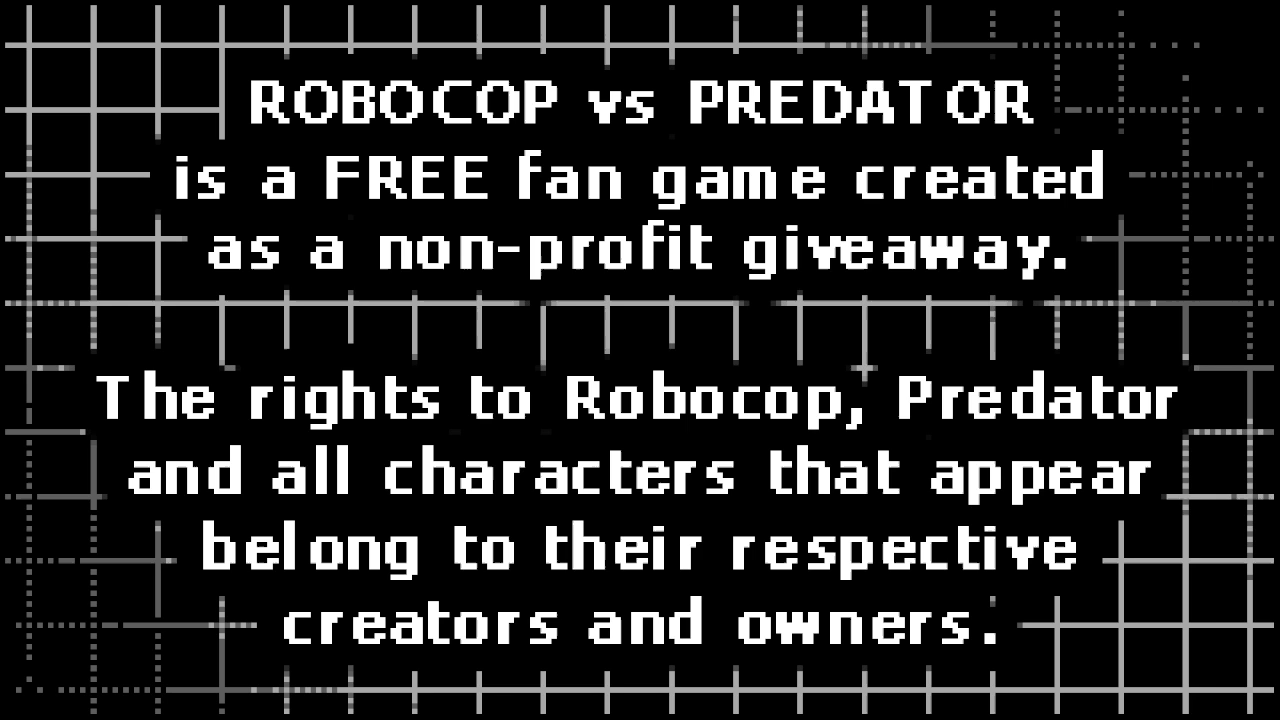 ROBOCOP vs PREDATOR
is a FREE fan game created
as a non-profit giveaway.
The rights to Robocop, Predator
and all characters that appear
belong to their respective
creators and owners.